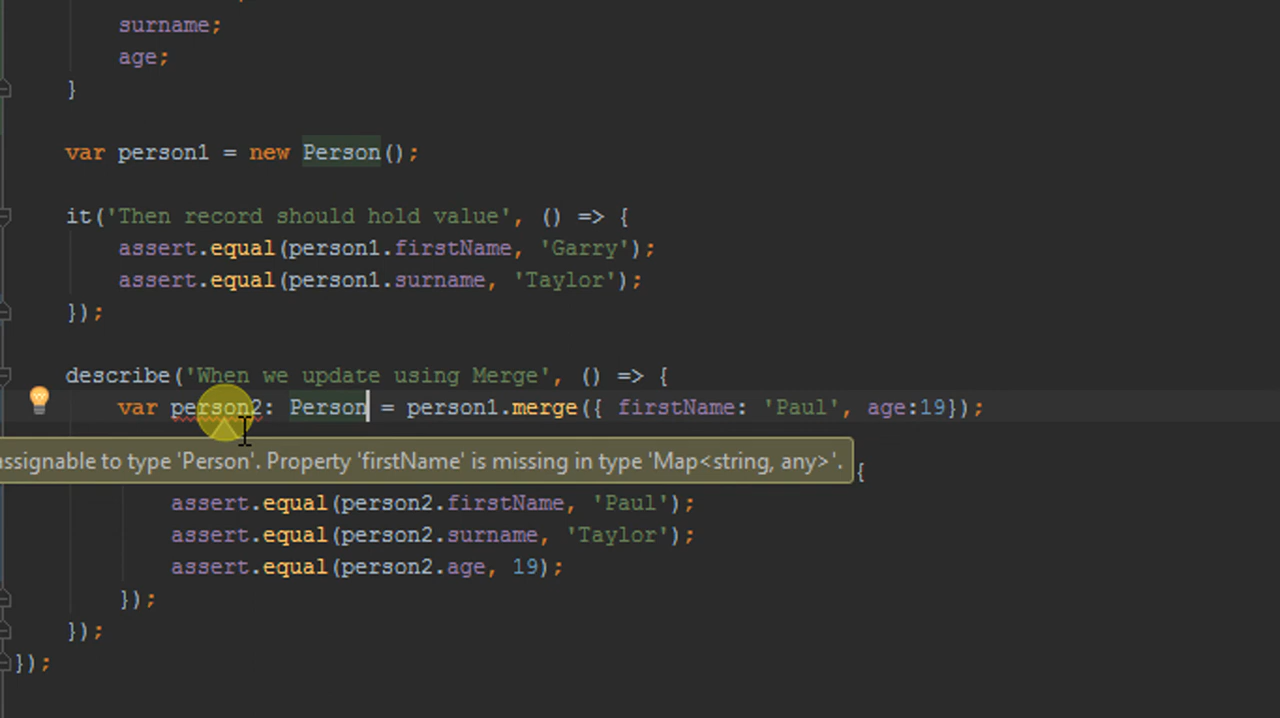 surname;
age;
}
var person1 = new Person();
it('Then record should hold value', () => {
assert.equal(person1.firstName, 'Garry');
assert.equal(person1.surname, 'Taylor');
});
describe('When we update using Merge', () => {
var person2: Person = person1.merge({ firstName: 'Paul', age:19});
assignable to type 'Person'. Property 'firstName' is missing in type 'Map<string, any>'.
{
assert.equal(person2.firstName, 'Paul');
assert.equal(person2.surname, 'Taylor');
assert.equal(person2.age, 19);
});
});
});